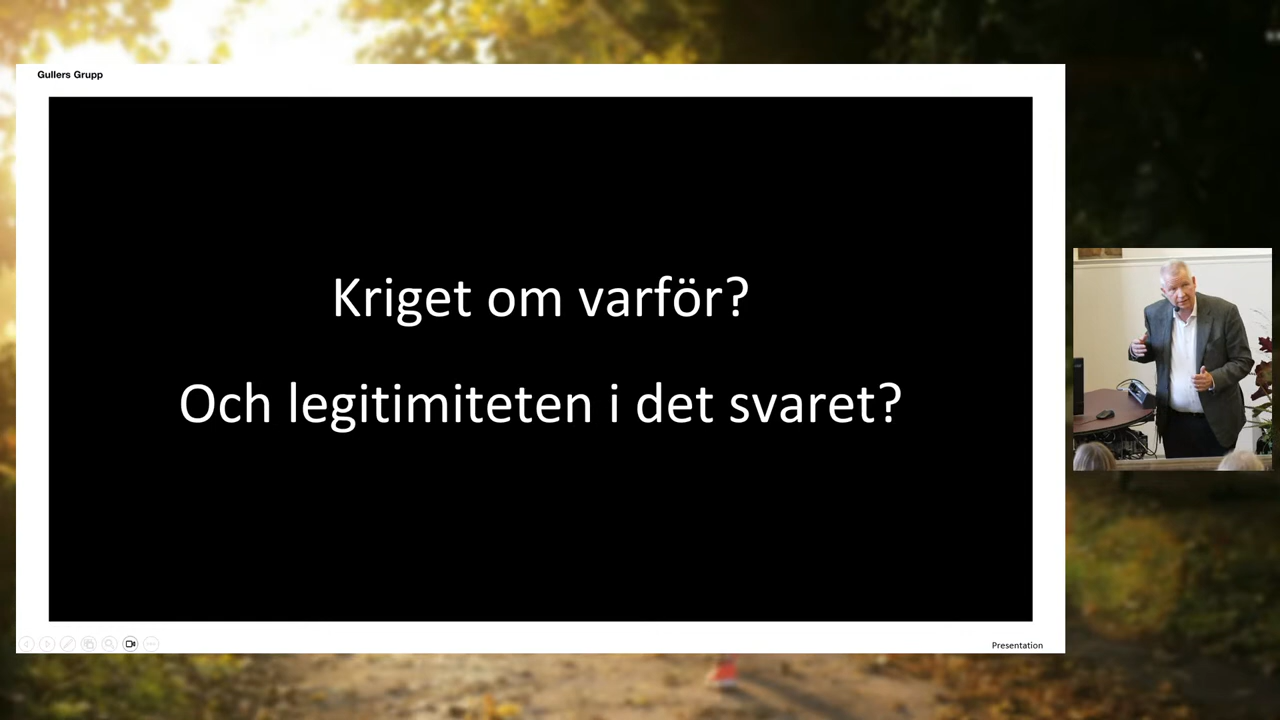 Gullers Grupp
Kriget om varför?
Och legitimiteten i det svaret?
Presentation